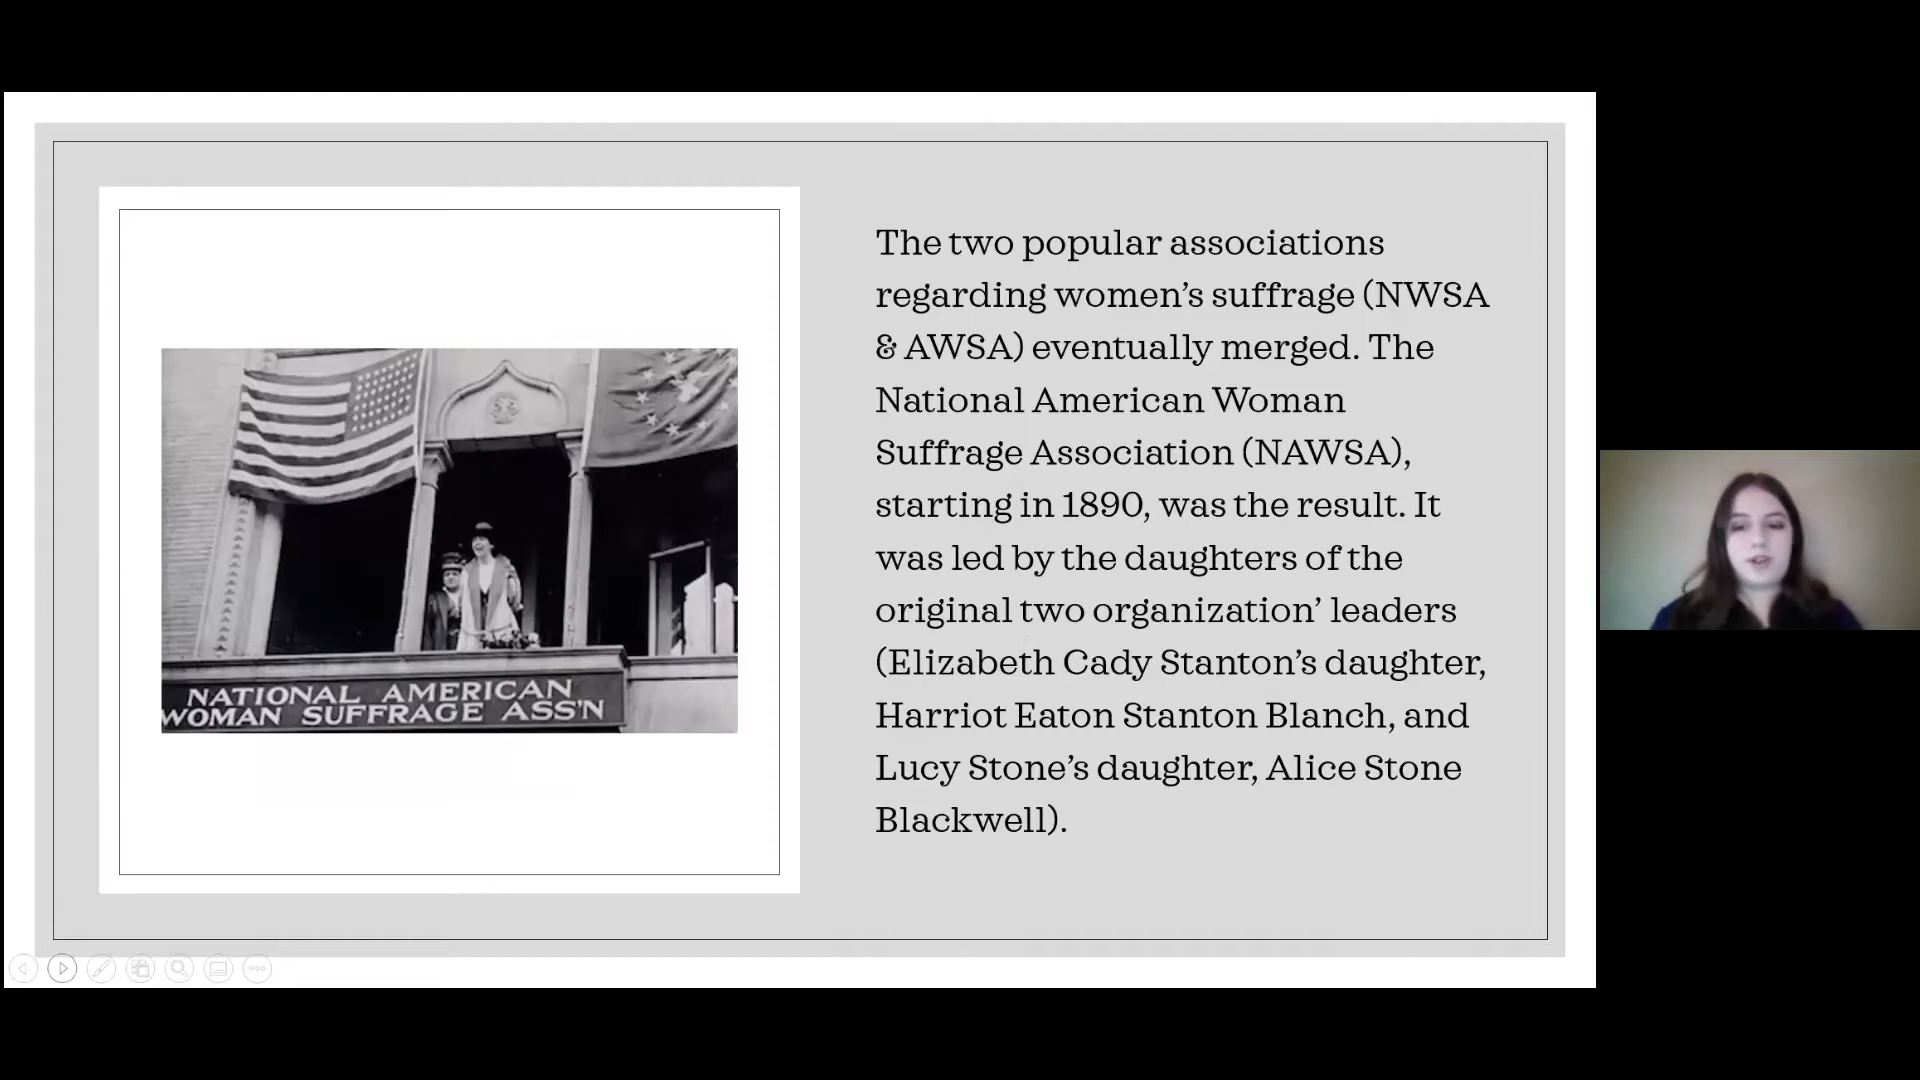 NATIONAL AMERICAN
WOMAN SUFFRAGE ASS'N
The two popular associations
regarding women’s suffrage (NWSA
& AWSA) eventually merged. The
National American Woman
Suffrage Association (NAWSA),
starting in 1890, was the result. It
was led by the daughters of the
original two organization’ leaders
(Elizabeth Cady Stanton’s daughter,
Harriot Eaton Stanton Blanch, and
Lucy Stone’s daughter, Alice Stone
Blackwell).